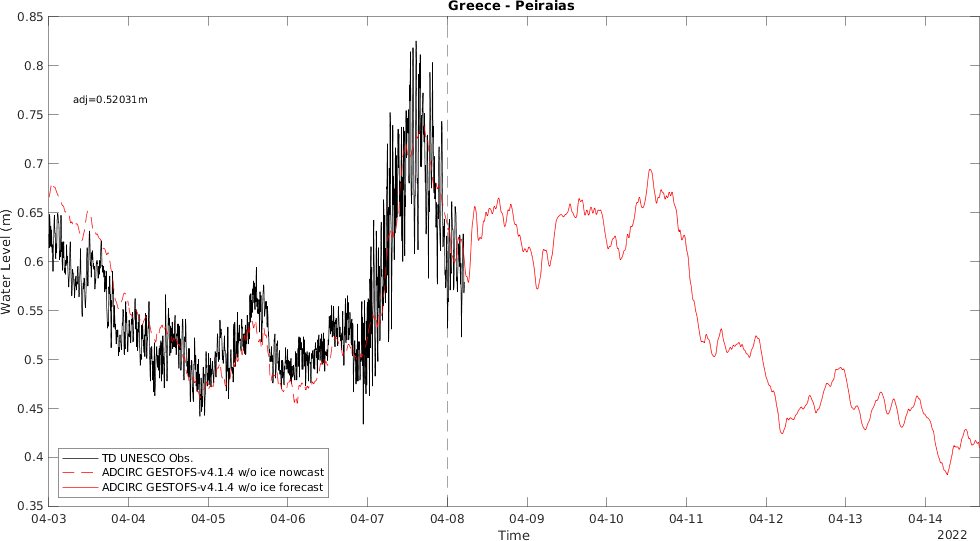 Greece - Peiraias
0.85
0.8
0.75
0.7
0.65
0.6
0.55
0.5
0.45
0.4
0.35
Water Level (m)
adj=0.52031m
TD UNESCO Obs.
ADCIRC GESTOFS-v4.1.4 w/o ice nowcast
ADCIRC GESTOFS-v4.1.4 w/o ice forecast
04-03 04-04 04-05 04-06 04-07 04-08 04-09 04-10 04-11 04-12 04-13 04-14
Time
2022